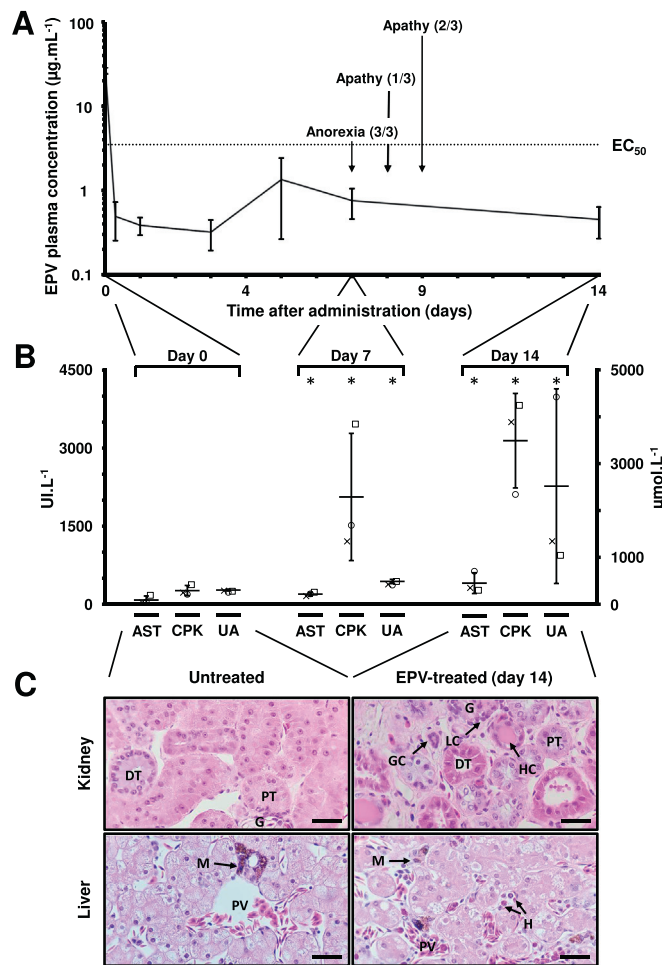 A
EPV plasma concentration (µg.mL⁻¹)
100
10
1
0.1
Apathy (2/3)
Apathy (1/3)
Anorexia (3/3)
EC₅₀
0
4
9
14
Time after administration (days)
B
Day 0
Day 7
Day 14
* * *
* * *
UI.L⁻¹
4500
3000
1500
0
5000
3000
1000
0
µmol.L⁻¹
AST CPK UA
AST CPK UA
AST CPK UA
C
Untreated
EPV-treated (day 14)
Kidney
DT
PT
G
G
GC
LC
DT
PT
HC
Liver
M
PV
M
H
PV